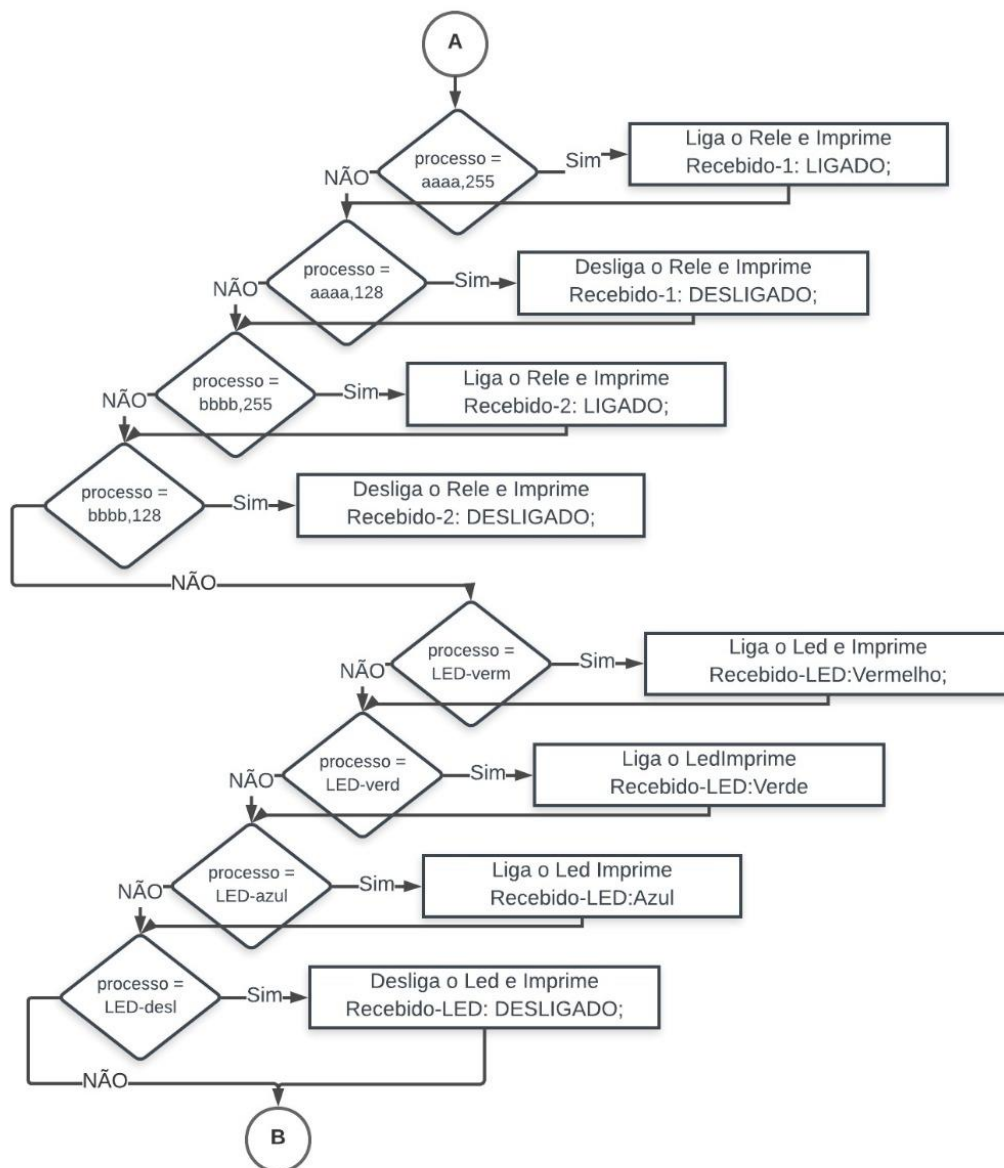 A
processo =
aaaa,255
Sim
Liga o Rele e Imprime
Recebido-1: LIGADO;
NÃO
processo =
aaaa,128
Sim
Desliga o Rele e Imprime
Recebido-1: DESLIGADO;
NÃO
processo =
bbbb,255
Sim
Liga o Rele e Imprime
Recebido-2: LIGADO;
NÃO
processo =
bbbb,128
Sim
Desliga o Rele e Imprime
Recebido-2: DESLIGADO;
NÃO
processo =
LED-verm
Sim
Liga o Led e Imprime
Recebido-LED:Vermelho;
NÃO
processo =
LED-verd
Sim
Liga o LedImprime
Recebido-LED:Verde
NÃO
processo =
LED-azul
Sim
Liga o Led Imprime
Recebido-LED:Azul
NÃO
processo =
LED-desl
Sim
Desliga o Led e Imprime
Recebido-LED: DESLIGADO;
NÃO
B